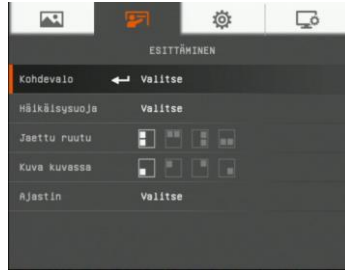 ESITTÄMINEN
Kohdevalo Valitse
Häikäisysuoja Valitse
Jaettu ruutu
Kuva kuvassa
Ajastin Valitse